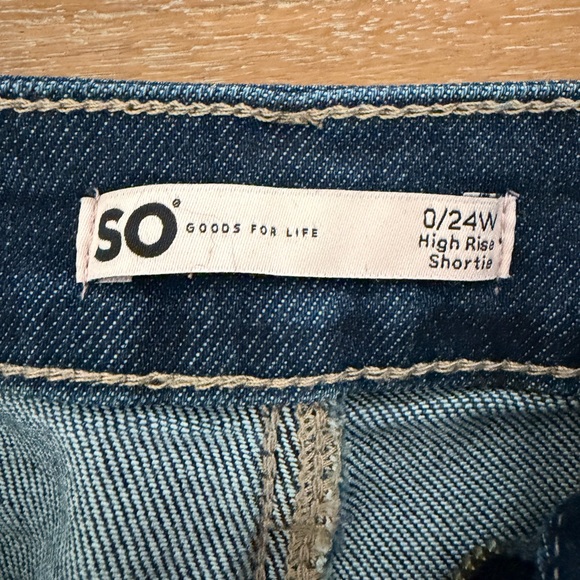 SO®
GOODS FOR LIFE
0/24W
High Rise
Shortie